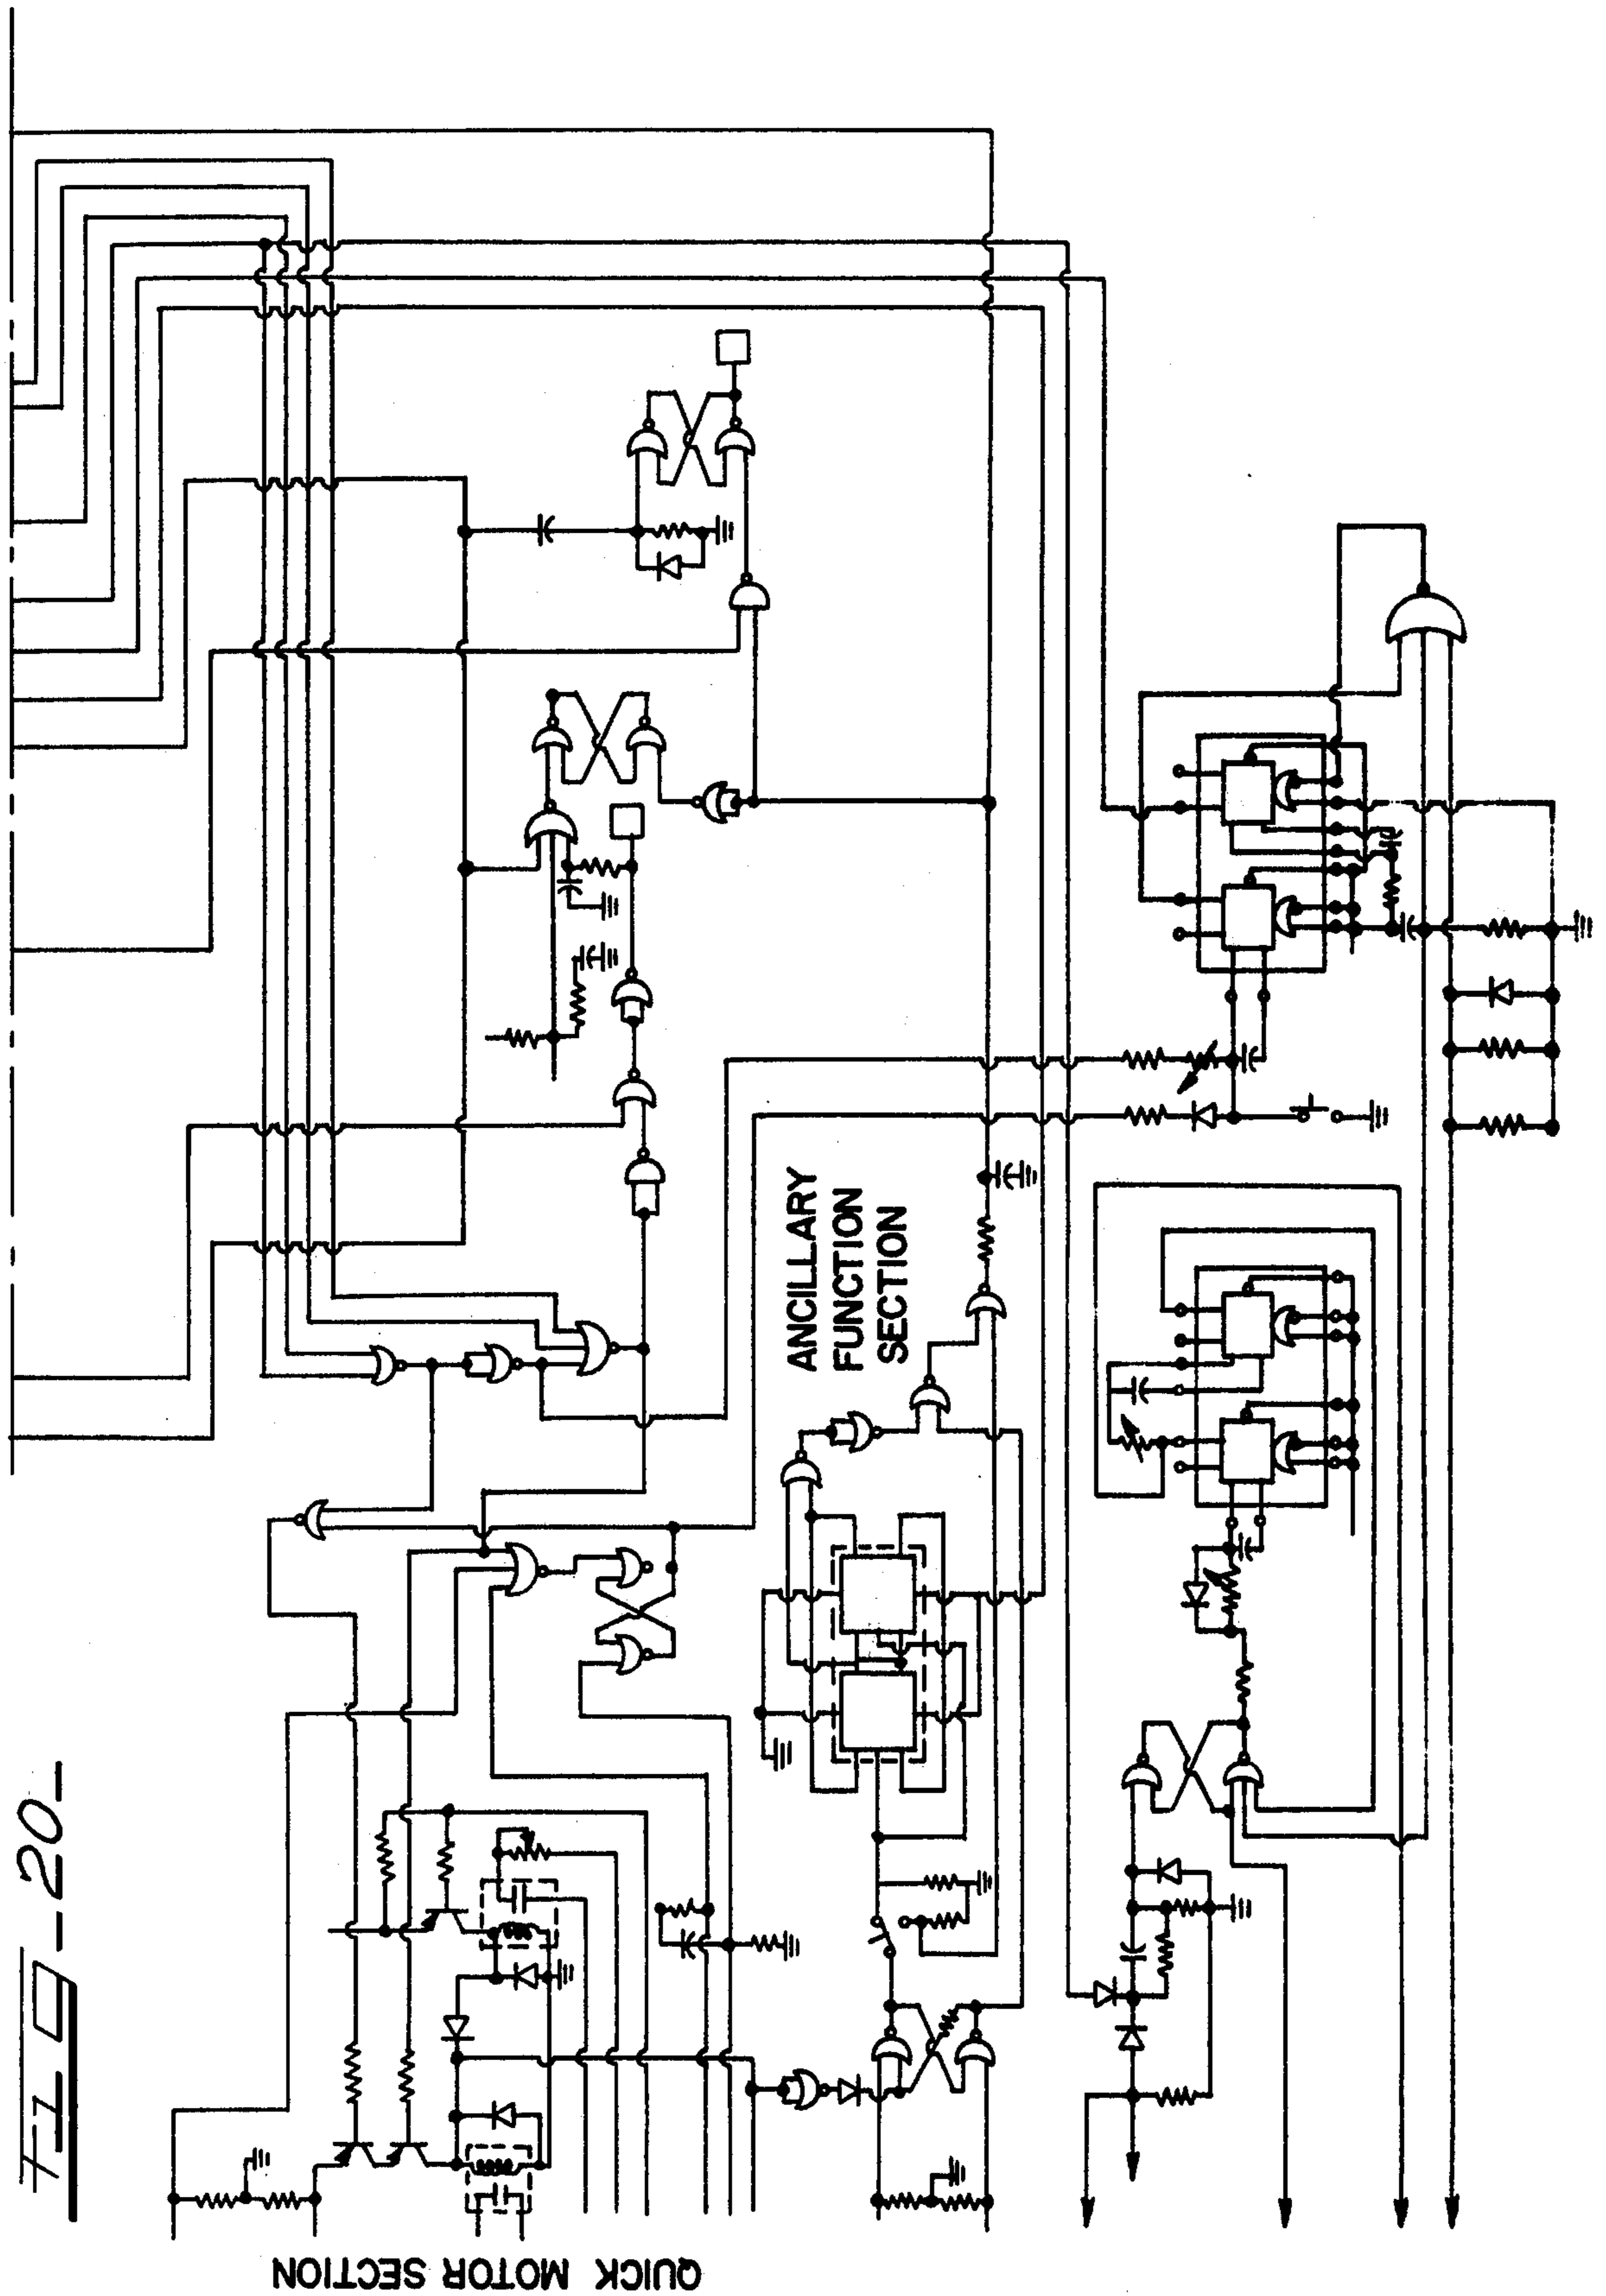 FIG-20-
QUICK MOTOR SECTION
ANCILLARY
FUNCTION
SECTION